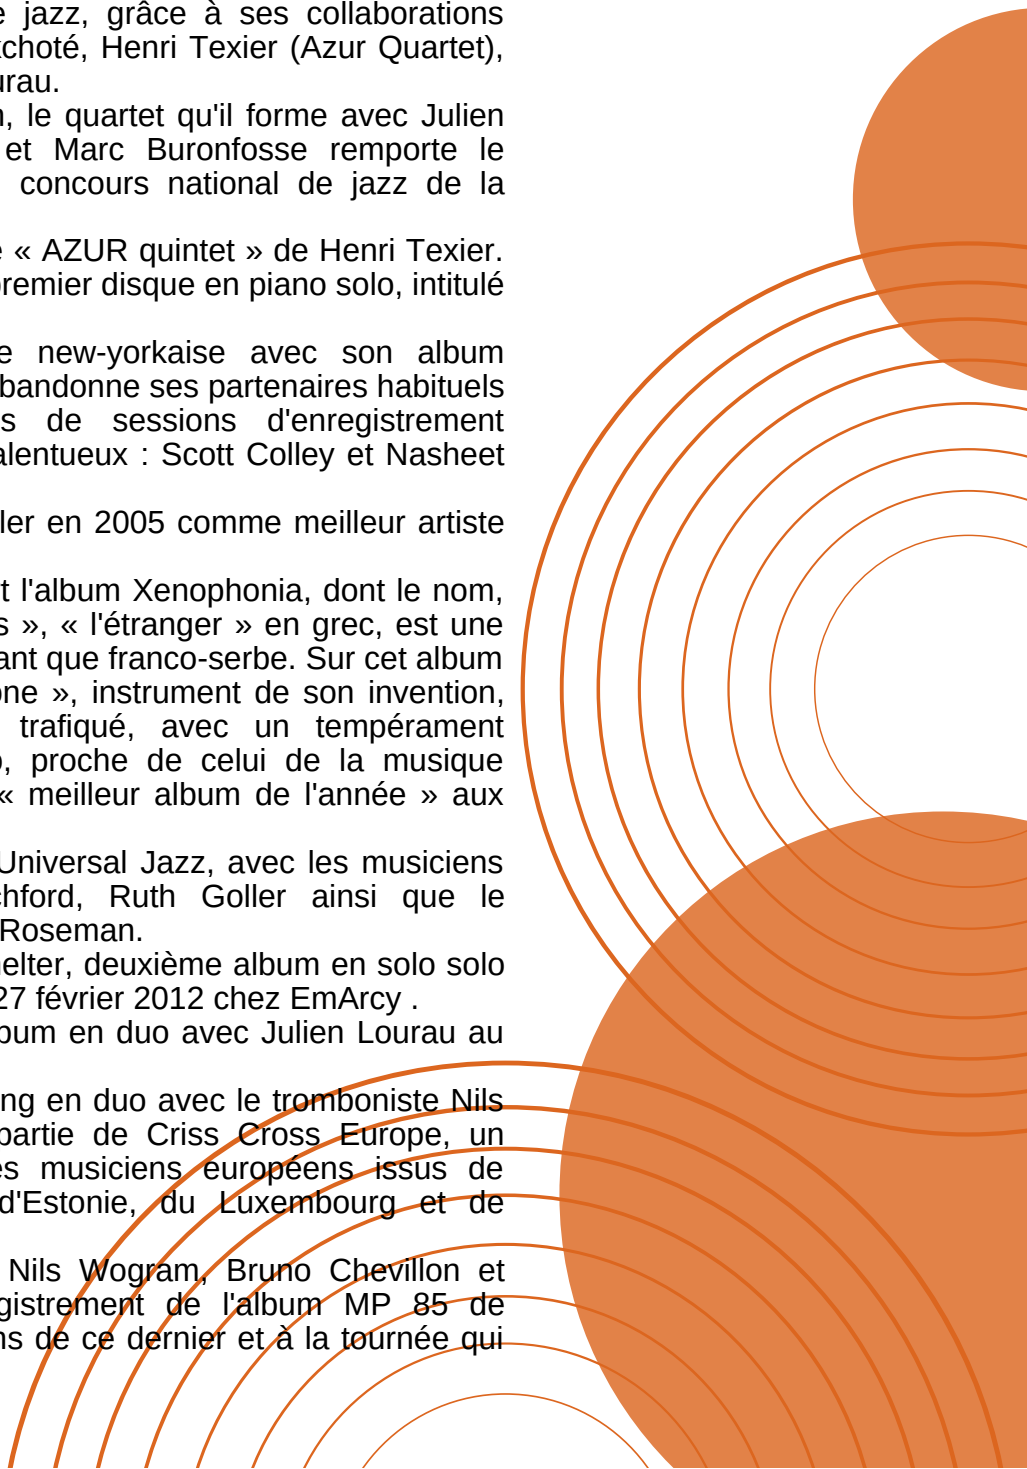 jazz, grâce à ses collaborations
choté, Henri Texier (Azur Quartet),
urau.
, le quartet qu'il forme avec Julien
et Marc Buronfosse remporte le
concours national de jazz de la
« AZUR quintet » de Henri Texier.
premier disque en piano solo, intitulé
new-yorkaise avec son album
bandonne ses partenaires habituels
s de sessions d'enregistrement
alentueux : Scott Colley et Nasheet
ler en 2005 comme meilleur artiste
t l'album Xenophonia, dont le nom,
s », « l'étranger » en grec, est une
ant que franco-serbe. Sur cet album
one », instrument de son invention,
trafiqué, avec un tempérament
, proche de celui de la musique
« meilleur album de l'année » aux
Universal Jazz, avec les musiciens
chford, Ruth Goller ainsi que le
Roseman.
elter, deuxième album en solo solo
27 février 2012 chez EmArcy .
bum en duo avec Julien Lourau au
ng en duo avec le tromboniste Nils
partie de Criss Cross Europe, un
es musiciens européens issus de
d'Estonie, du Luxembourg et de
Nils Wogram, Bruno Chevillon et
gistrement de l'album MP 85 de
ns de ce dernier et à la tournée qui